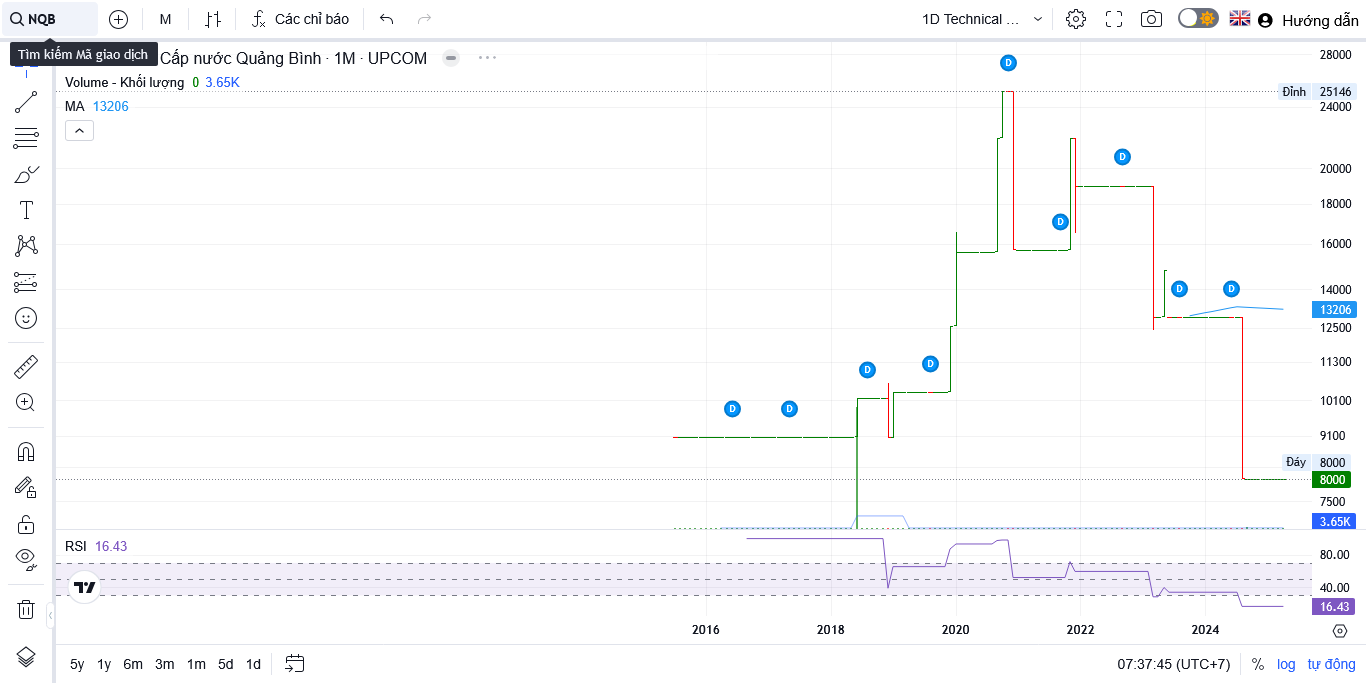 NQB
M
Các chỉ báo
1D Technical ...
Hướng dẫn
Tìm kiếm Mã giao dịch
Cấp nước Quảng Bình · 1M · UPCOM
Volume - Khối lượng 0 3.65K
MA 13206
D
D
D
D
D
D
D
D
D
28000
Đỉnh 25146
24000
20000
18000
16000
14000
13206
12500
11300
10100
9100
Đáy 8000
8000
7500
3.65K
RSI 16.43
80.00
40.00
16.43
2016 2018 2020 2022 2024
5y 1y 6m 3m 1m 5d 1d
07:37:45 (UTC+7) % log tự động